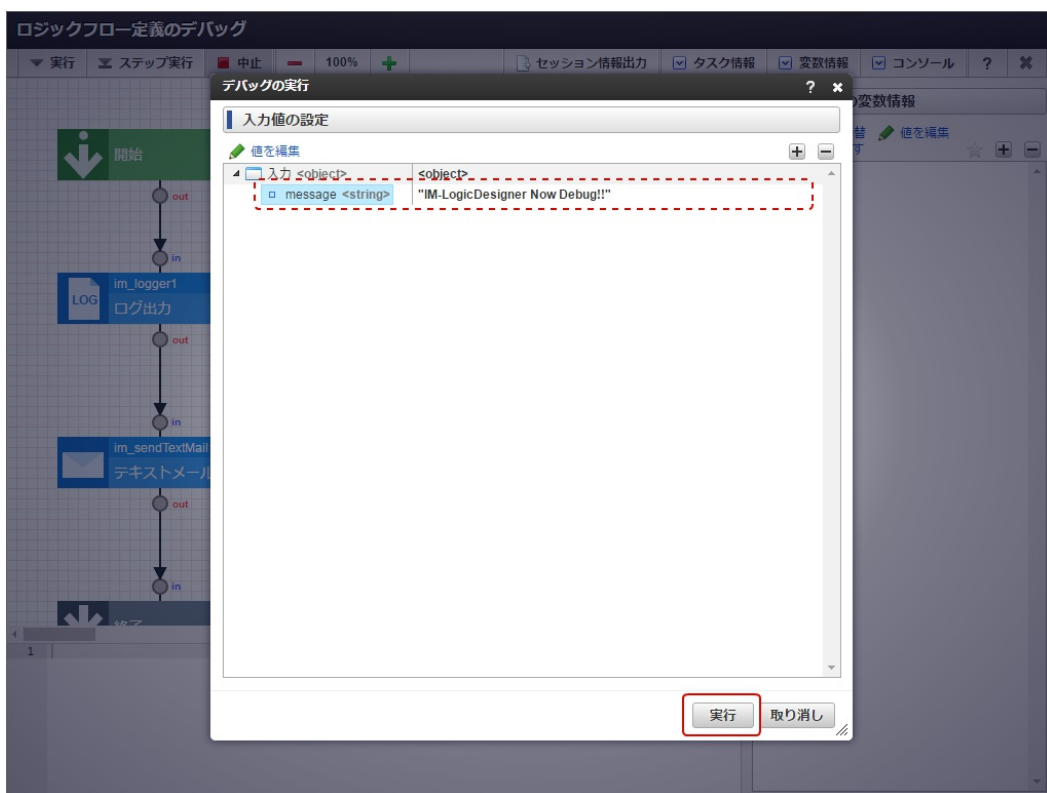 ロジックフロー定義のデバッグ
実行 ステップ実行 中止 100% セッション情報出力 タスク情報 変数情報 コンソール ?
デバッグの実行 ?
入力値の設定
変数情報
値を編集
替 値を編集
す
入力 <object> <object>
message <string> "IM-LogicDesigner Now Debug!!"
開始
out
in
im_logger1
LOG
ログ出力
out
in
im_sendTextMail
テキストメール
out
in
終了
1
実行 取り消し